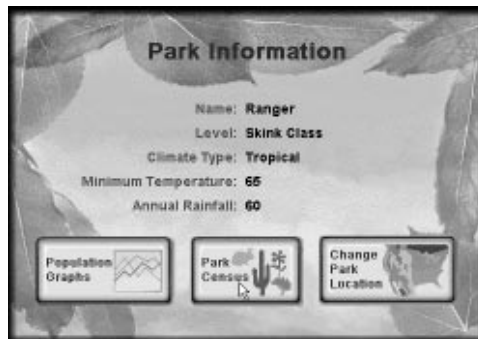 Park Information
Name: Ranger
Level: Skink Class
Climate Type: Tropical
Minimum Temperature: 65
Annual Rainfall: 60
Population
Graphs
Park
Census
Change
Park
Location